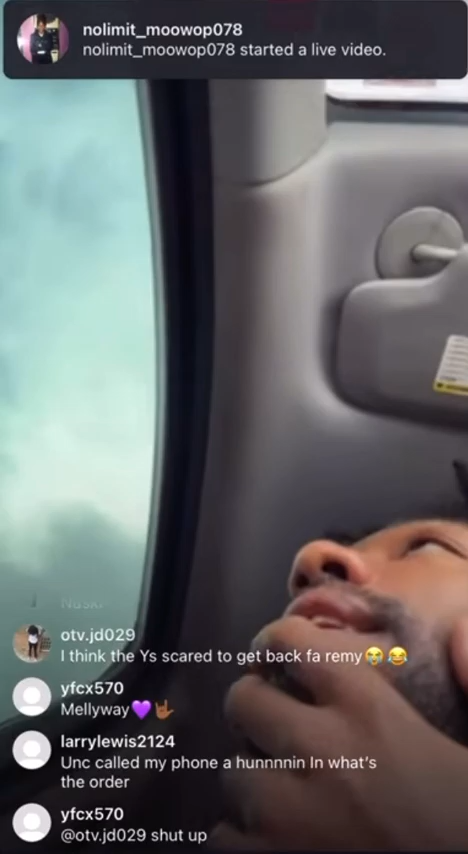 nolimit_moowop078
nolimit_moowop078 started a live video.
otv.jd029
I think the Ys scared to get back fa remy😭😂
yfcx570
Mellyway💜🤟🏾
larrylewis2124
Unc called my phone a hunnnnin In what's
the order
yfcx570
@otv.jd029 shut up